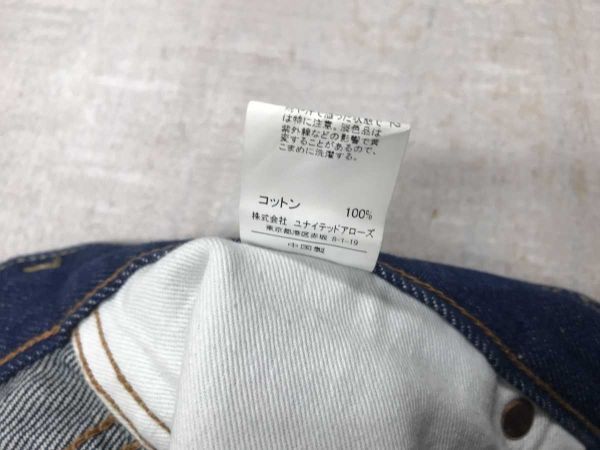 は特に注意。淡色品は
紫外線などの影響で黄
変することがあるので、
こまめに洗濯する。
コットン 100%
株式会社 ユナイテッドアローズ
東京都港区赤坂 8-1-19
中国製